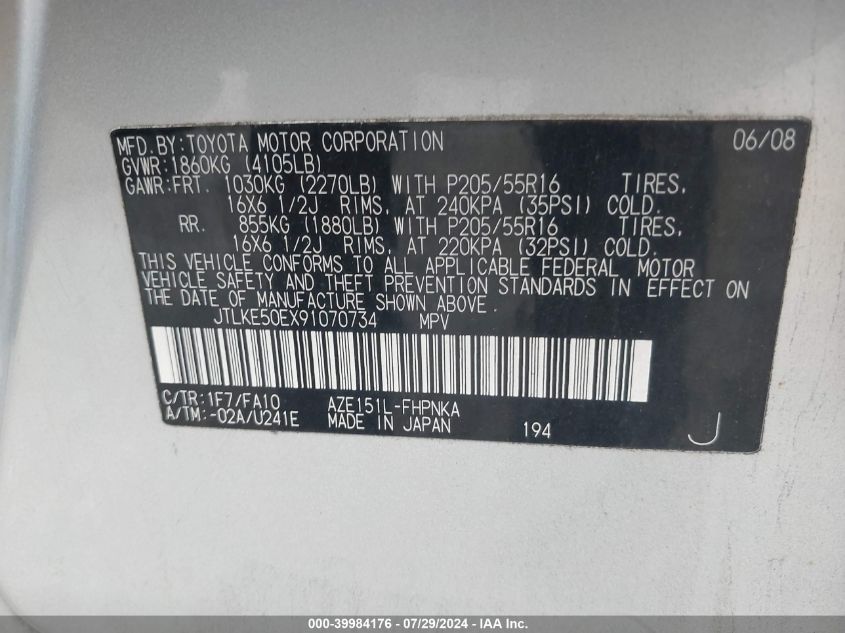 MFD.BY:TOYOTA MOTOR CORPORATION 06/08
GVWR:1860KG (4105LB)
GAWR:FRT. 1030KG (2270LB) WITH P205/55R16 TIRES,
16X6 1/2J RIMS, AT 240KPA (35PSI) COLD.
RR. 855KG (1880LB) WITH P205/55R16 TIRES,
16X6 1/2J RIMS, AT 220KPA (32PSI) COLD.
THIS VEHICLE CONFORMS TO ALL APPLICABLE FEDERAL MOTOR
VEHICLE SAFETY AND THEFT PREVENTION STANDARDS IN EFFECT ON
THE DATE OF MANUFACTURE SHOWN ABOVE.
JTLKE50EX91070734 MPV
C/TR:1F7/FA10 AZE151L-FHPNKA
A/TM:-02A/U241E MADE IN JAPAN 194 J
000-39984176 - 07/29/2024 - IAA Inc.